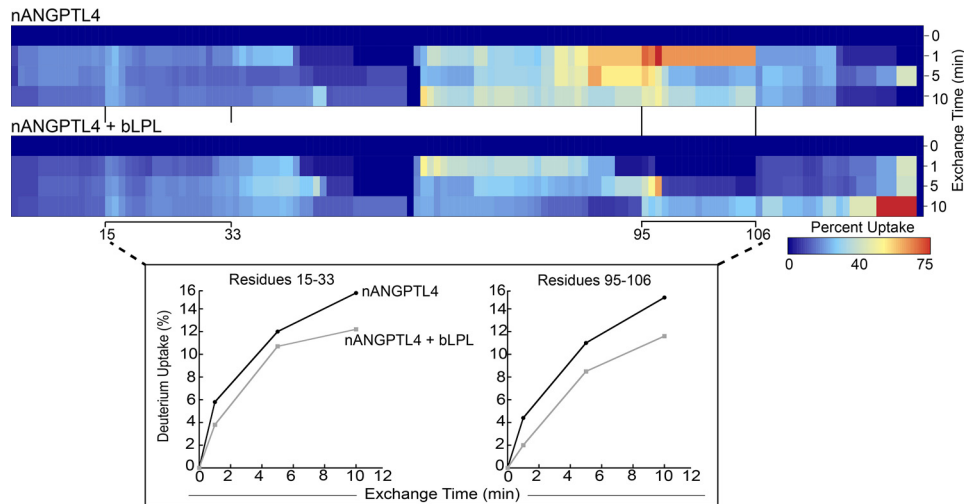 nANGPTL4
0
1
5
10
Exchange Time (min)
nANGPTL4 + bLPL
0
1
5
10
15
33
95
106
Percent Uptake
0
40
75
Residues 15-33
Residues 95-106
16
14
12
10
8
6
4
2
0
Deuterium Uptake (%)
nANGPTL4
nANGPTL4 + bLPL
0 2 4 6 8 10 12
16
14
12
10
8
6
4
2
0
0 2 4 6 8 10 12
Exchange Time (min)